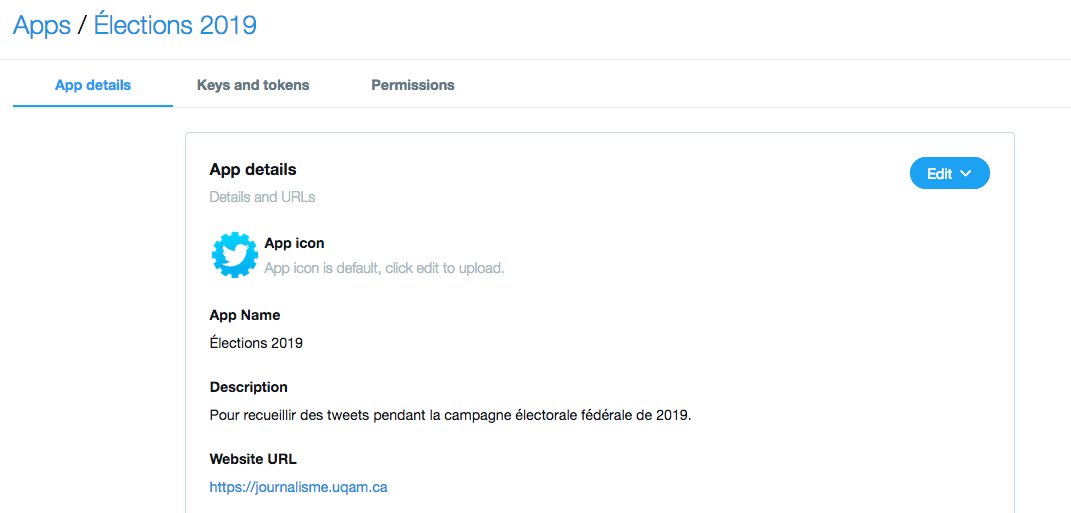 Apps / Élections 2019
App details Keys and tokens Permissions
App details
Edit
Details and URLs
App icon
App icon is default, click edit to upload.
App Name
Élections 2019
Description
Pour recueillir des tweets pendant la campagne électorale fédérale de 2019.
Website URL
https://journalisme.uqam.ca